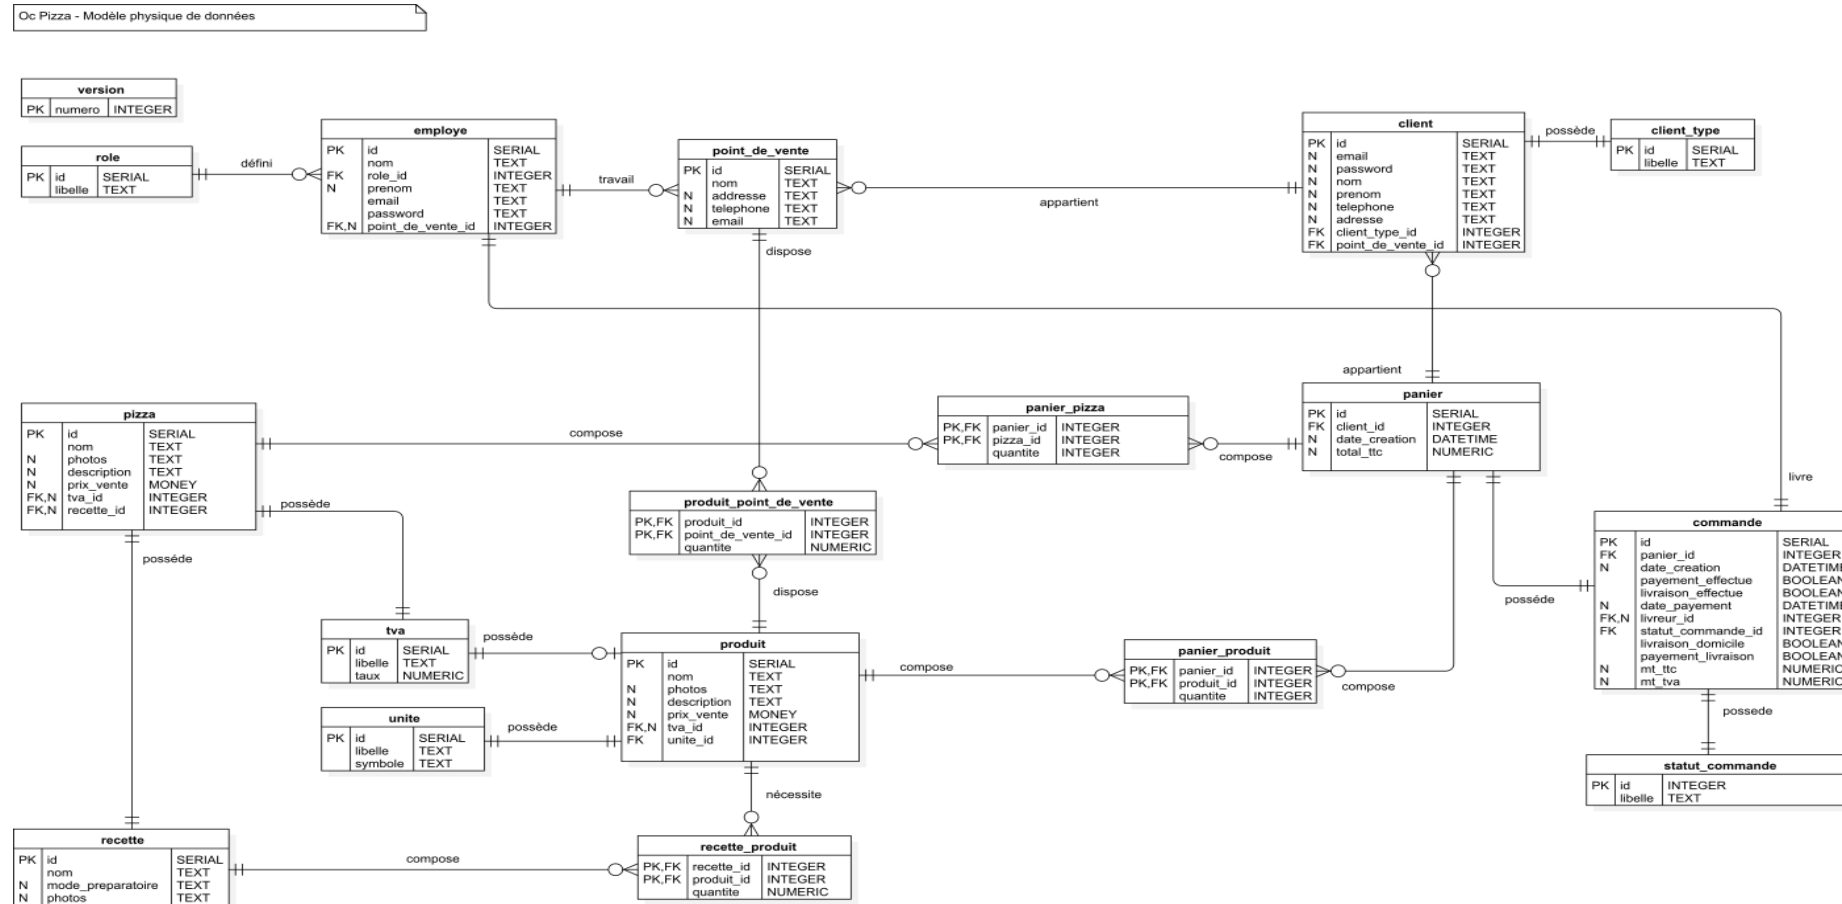 Oc Pizza - Modèle physique de données
version
PK numero INTEGER
role
PK id SERIAL
libelle TEXT
défini
employe
PK id SERIAL
nom TEXT
FK role_id INTEGER
N prenom TEXT
email TEXT
password TEXT
FK,N point_de_vente_id INTEGER
travail
point_de_vente
PK id SERIAL
nom TEXT
N addresse TEXT
N telephone TEXT
N email TEXT
dispose
appartient
client
PK id SERIAL
N email TEXT
N password TEXT
N nom TEXT
N prenom TEXT
N telephone TEXT
N adresse TEXT
FK client_type_id INTEGER
FK point_de_vente_id INTEGER
possède
client_type
PK id SERIAL
libelle TEXT
appartient
pizza
PK id SERIAL
nom TEXT
N photos TEXT
N description TEXT
N prix_vente MONEY
FK,N tva_id INTEGER
FK,N recette_id INTEGER
compose
possède
posséde
panier_pizza
PK,FK panier_id INTEGER
PK,FK pizza_id INTEGER
quantite INTEGER
compose
panier
PK id SERIAL
FK client_id INTEGER
N date_creation DATETIME
N total_ttc NUMERIC
livre
produit_point_de_vente
PK,FK produit_id INTEGER
PK,FK point_de_vente_id INTEGER
quantite NUMERIC
dispose
commande
PK id SERIAL
FK panier_id INTEGER
N date_creation DATETIME
payement_effectue BOOLEAN
livraison_effectue BOOLEAN
N date_payement DATETIME
FK,N livreur_id INTEGER
FK statut_commande_id INTEGER
livraison_domicile BOOLEAN
payement_livraison BOOLEAN
N mt_ttc NUMERIC
N mt_tva NUMERIC
posséde
tva
PK id SERIAL
libelle TEXT
taux NUMERIC
possède
produit
PK id SERIAL
nom TEXT
N photos TEXT
N description TEXT
N prix_vente MONEY
FK,N tva_id INTEGER
FK unite_id INTEGER
compose
panier_produit
PK,FK panier_id INTEGER
PK,FK produit_id INTEGER
quantite INTEGER
compose
unite
PK id SERIAL
libelle TEXT
symbole TEXT
possède
possede
statut_commande
PK id INTEGER
libelle TEXT
nécessite
recette
PK id SERIAL
nom TEXT
N mode_preparatoire TEXT
N photos TEXT
compose
recette_produit
PK,FK recette_id INTEGER
PK,FK produit_id INTEGER
quantite NUMERIC